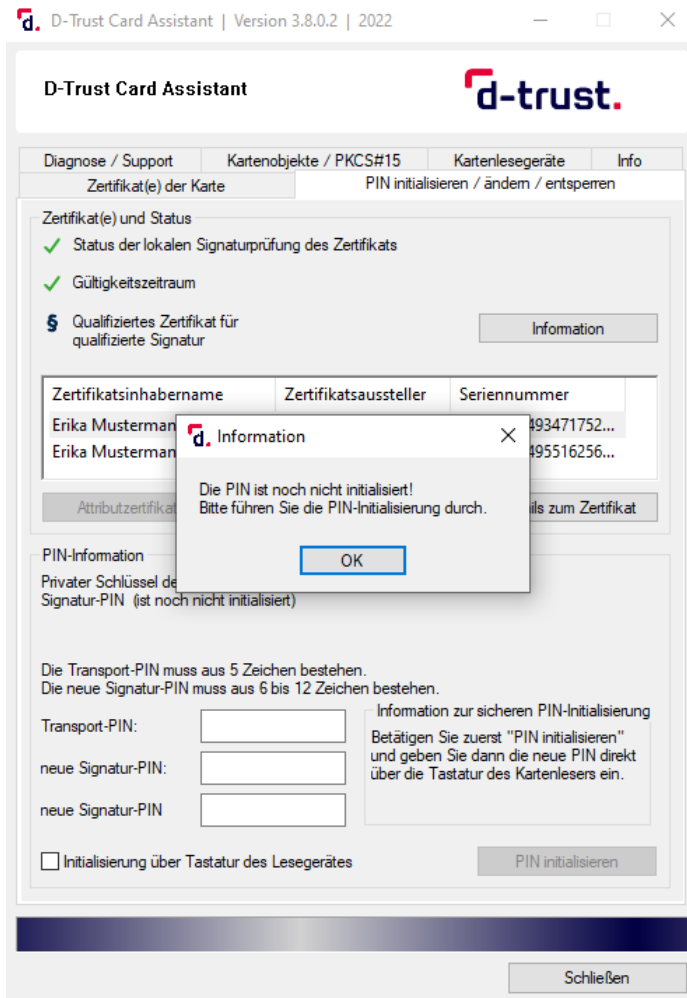 D-Trust Card Assistant | Version 3.8.0.2 | 2022
D-Trust Card Assistant
d-trust.
Diagnose / Support
Kartenobjekte / PKCS#15
Kartenlesegeräte
Info
Zertifikat(e) der Karte
PIN initialisieren / ändern / entsperren
Zertifikat(e) und Status
Status der lokalen Signaturprüfung des Zertifikats
Gültigkeitszeitraum
§ Qualifiziertes Zertifikat für
qualifizierte Signatur
Information
Zertifikatsinhabername
Zertifikatsaussteller
Seriennummer
Erika Musterman
493471752...
Erika Musterman
495516256...
Attributzertifikat
ils zum Zertifikat
d. Information
Die PIN ist noch nicht initialisiert!
Bitte führen Sie die PIN-Initialisierung durch.
OK
PIN-Information
Privater Schlüssel de
Signatur-PIN (ist noch nicht initialisiert)
Die Transport-PIN muss aus 5 Zeichen bestehen.
Die neue Signatur-PIN muss aus 6 bis 12 Zeichen bestehen.
Transport-PIN:
neue Signatur-PIN:
neue Signatur-PIN
Information zur sicheren PIN-Initialisierung
Betätigen Sie zuerst "PIN initialisieren"
und geben Sie dann die neue PIN direkt
über die Tastatur des Kartenlesers ein.
Initialisierung über Tastatur des Lesegerätes
PIN initialisieren
Schließen